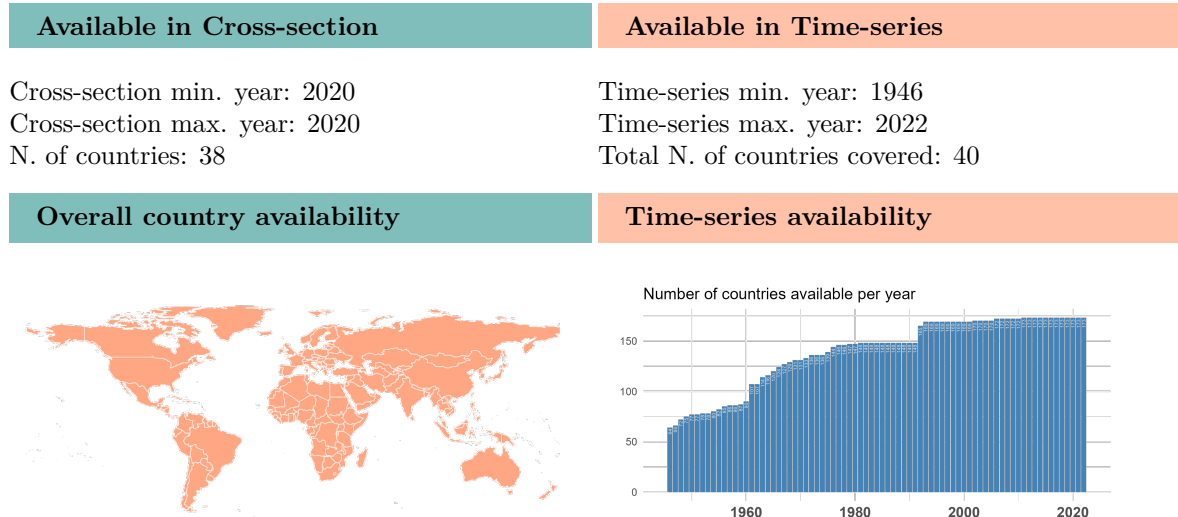 Available in Cross-section
Available in Time-series
Cross-section min. year: 2020
Cross-section max. year: 2020
N. of countries: 38
Time-series min. year: 1946
Time-series max. year: 2022
Total N. of countries covered: 40
Overall country availability
Time-series availability
Number of countries available per year
150
100
50
0
1960
1980
2000
2020